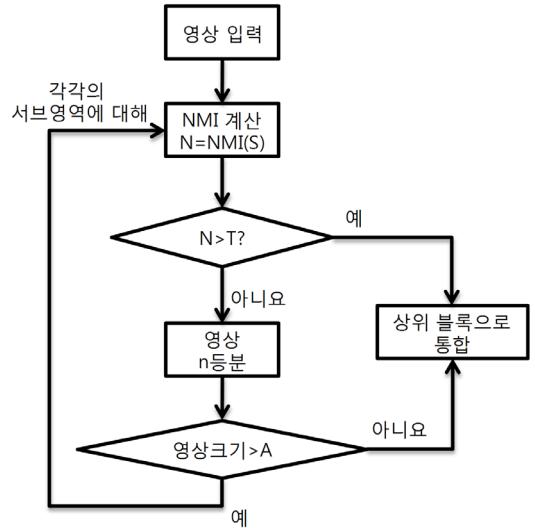 영상 입력
각각의
서브영역에 대해
NMI 계산
N=NMI(S)
N>T?
예
아니요
영상
n등분
상위 블록으로
통합
영상크기>A
아니요
예